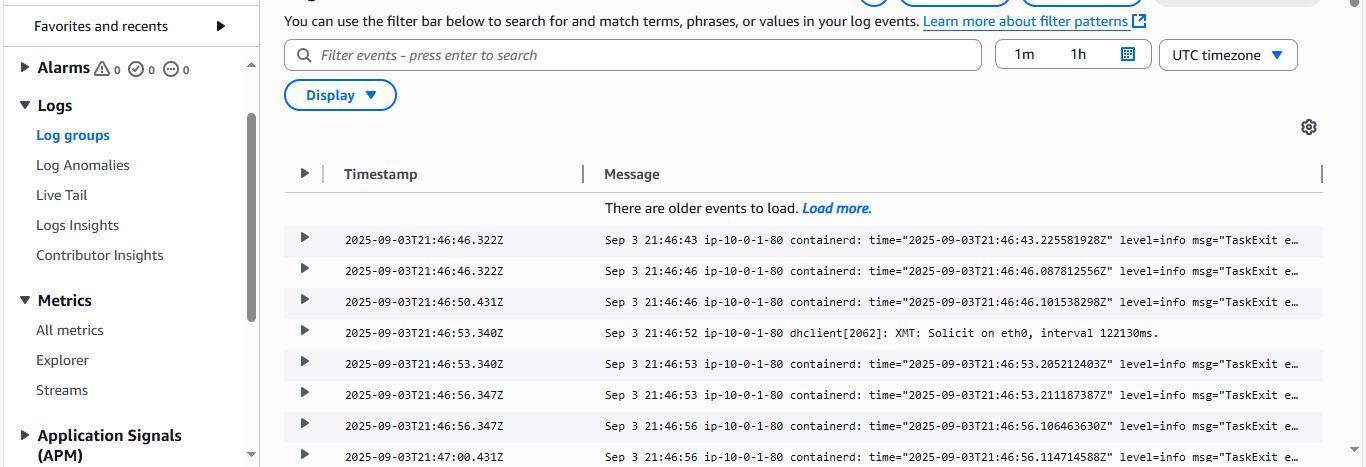 Favorites and recents
Alarms 0 0 0
Logs
Log groups
Log Anomalies
Live Tail
Logs Insights
Contributor Insights
Metrics
All metrics
Explorer
Streams
Application Signals
(APM)
You can use the filter bar below to search for and match terms, phrases, or values in your log events. Learn more about filter patterns
Filter events - press enter to search
1m 1h
UTC timezone
Display
Timestamp Message
There are older events to load. Load more.
2025-09-03T21:46:46.322Z Sep 3 21:46:43 ip-10-0-1-80 containerd: time="2025-09-03T21:46:43.225581928Z" level=info msg="TaskExit e…
2025-09-03T21:46:46.322Z Sep 3 21:46:46 ip-10-0-1-80 containerd: time="2025-09-03T21:46:46.087812556Z" level=info msg="TaskExit e…
2025-09-03T21:46:50.431Z Sep 3 21:46:46 ip-10-0-1-80 containerd: time="2025-09-03T21:46:46.101538298Z" level=info msg="TaskExit e…
2025-09-03T21:46:53.340Z Sep 3 21:46:52 ip-10-0-1-80 dhclient[2062]: XMT: Solicit on eth0, interval 122130ms.
2025-09-03T21:46:53.340Z Sep 3 21:46:53 ip-10-0-1-80 containerd: time="2025-09-03T21:46:53.205212403Z" level=info msg="TaskExit e…
2025-09-03T21:46:56.347Z Sep 3 21:46:53 ip-10-0-1-80 containerd: time="2025-09-03T21:46:53.211187387Z" level=info msg="TaskExit e…
2025-09-03T21:46:56.347Z Sep 3 21:46:56 ip-10-0-1-80 containerd: time="2025-09-03T21:46:56.106463630Z" level=info msg="TaskExit e…
2025-09-03T21:47:00.431Z Sep 3 21:46:56 ip-10-0-1-80 containerd: time="2025-09-03T21:46:56.114714588Z" level=info msg="TaskExit e…